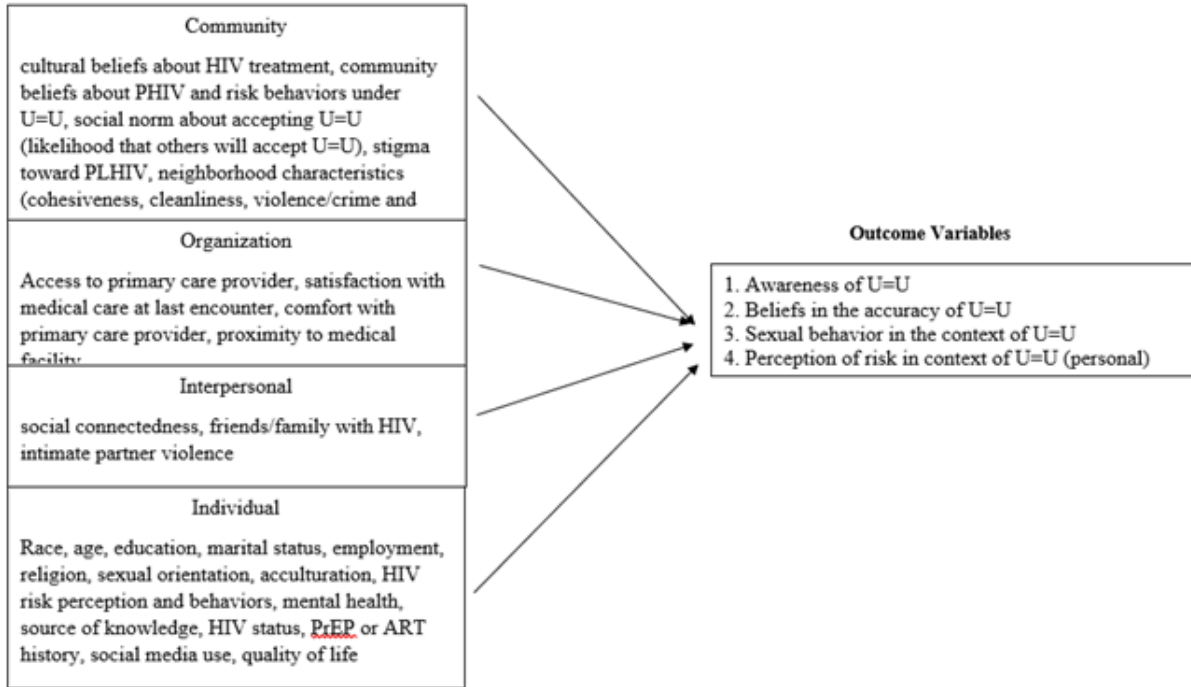 Community
cultural beliefs about HIV treatment, community
beliefs about PHIV and risk behaviors under
U=U, social norm about accepting U=U
(likelihood that others will accept U=U), stigma
toward PLHIV, neighborhood characteristics
(cohesiveness, cleanliness, violence/crime and
Organization
Access to primary care provider, satisfaction with
medical care at last encounter, comfort with
primary care provider, proximity to medical
facility
Interpersonal
social connectedness, friends/family with HIV,
intimate partner violence
Individual
Race, age, education, marital status, employment,
religion, sexual orientation, acculturation, HIV
risk perception and behaviors, mental health,
source of knowledge, HIV status, PrEP or ART
history, social media use, quality of life
Outcome Variables
1. Awareness of U=U
2. Beliefs in the accuracy of U=U
3. Sexual behavior in the context of U=U
4. Perception of risk in context of U=U (personal)